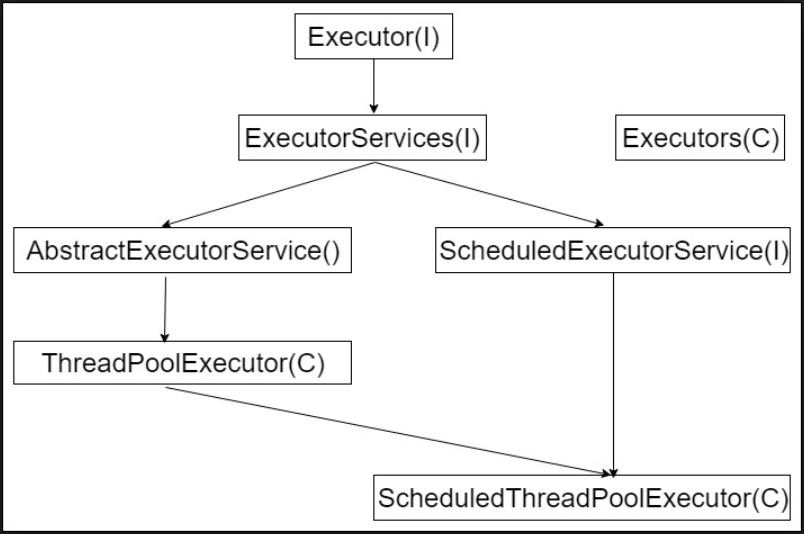 Executor(I)
ExecutorServices(I)
Executors(C)
AbstractExecutorService()
ScheduledExecutorService(I)
ThreadPoolExecutor(C)
ScheduledThreadPoolExecutor(C)